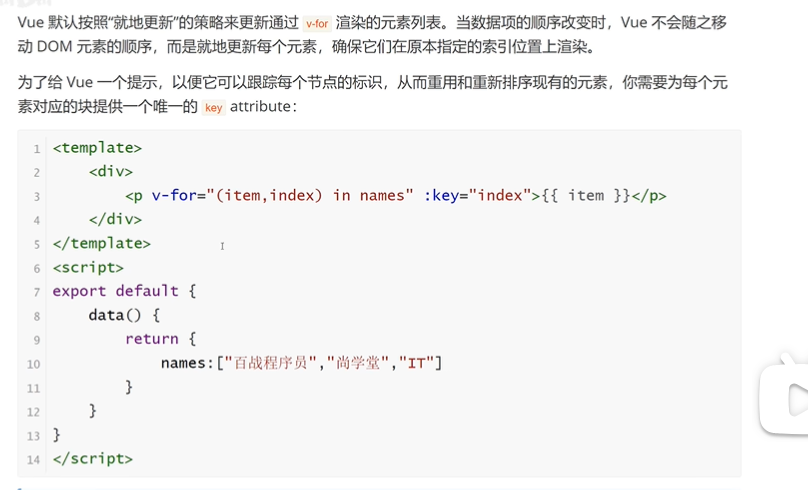 Vue 默认按照“就地更新”的策略来更新通过 v-for 渲染的元素列表。当数据项的顺序改变时，Vue 不会随之移
动 DOM 元素的顺序，而是就地更新每个元素，确保它们在原本指定的索引位置上渲染。
为了给 Vue 一个提示，以便它可以跟踪每个节点的标识，从而重用和重新排序现有的元素，你需要为每个元
素对应的块提供一个唯一的 key attribute：
1 <template>
2     <div>
3         <p v-for="(item,index) in names" :key="index">{{ item }}</p>
4     </div>
5 </template>
6 <script>
7 export default {
8     data() {
9         return {
10             names:["百战程序员","尚学堂","IT"]
11         }
12     }
13 }
14 </script>